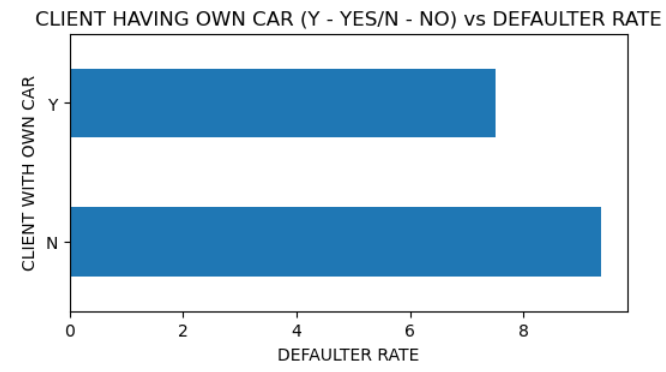 CLIENT HAVING OWN CAR (Y - YES/N - NO) vs DEFAULTER RATE
CLIENT WITH OWN CAR
Y
N
0 2 4 6 8
DEFAULTER RATE